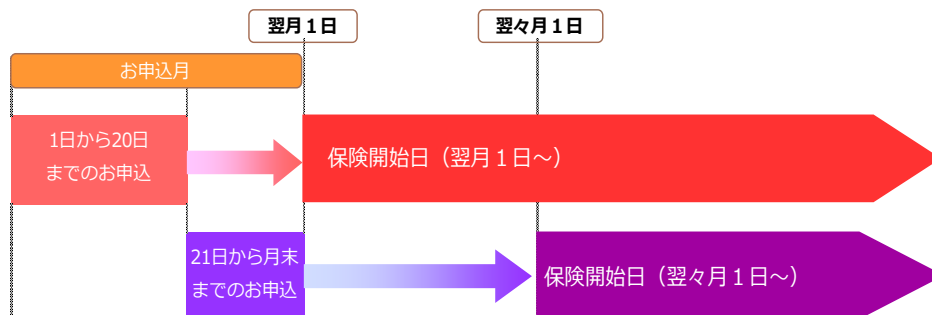 翌月１日
翌々月１日
お申込月
1日から20日
までのお申込
保険開始日（翌月１日～）
21日から月末
までのお申込
保険開始日（翌々月１日～）